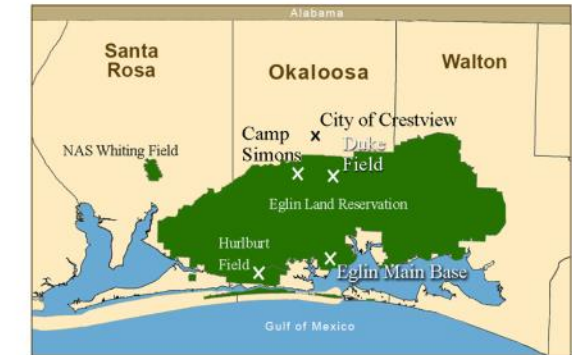 Alabama
Santa
Rosa
Okaloosa
Walton
City of Crestview
Camp
Simons
Duke
Field
NAS Whiting Field
Eglin Land Reservation
Hurlburt
Field
Eglin Main Base
Gulf of Mexico